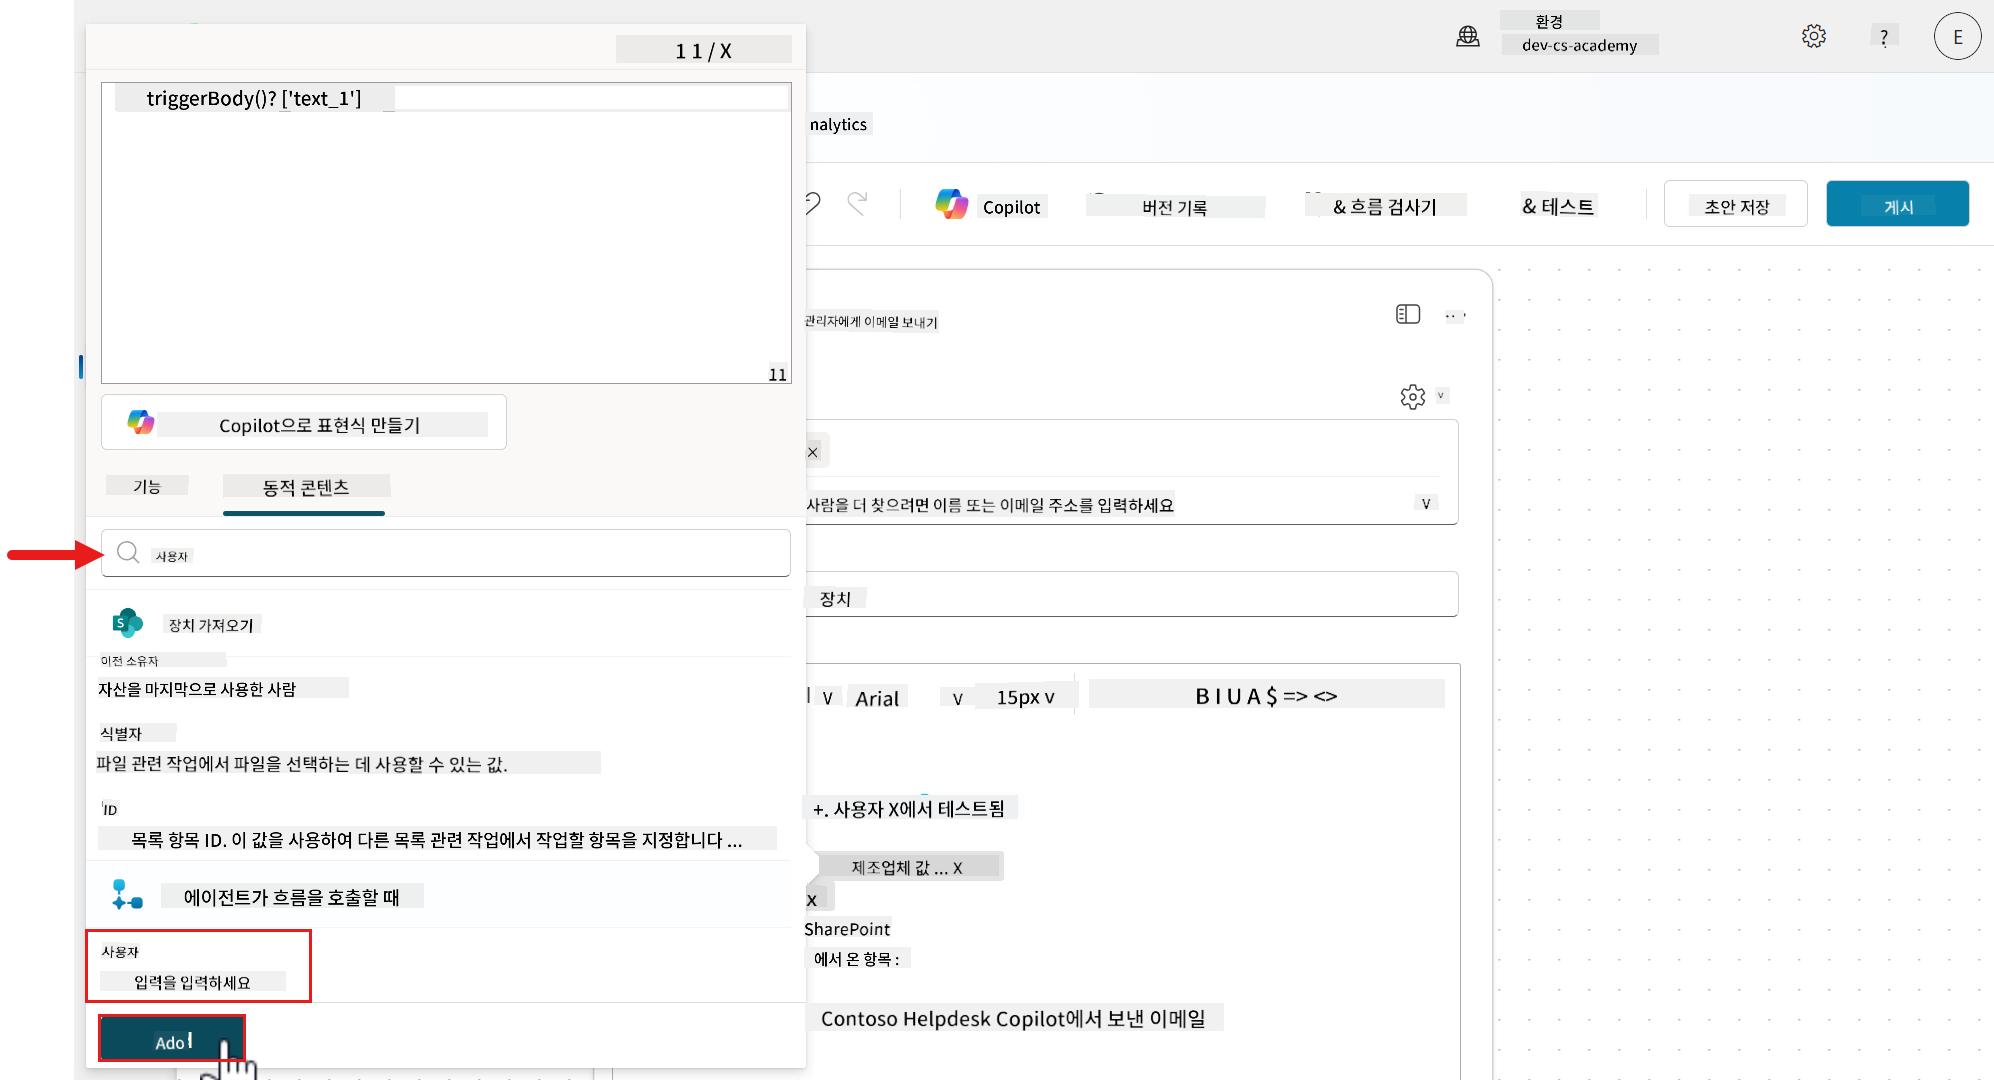 환경
dev-cs-academy
?
E
1 1 / X
triggerBody()? ['text_1']
11
nalytics
Copilot
버전 기록
& 흐름 검사기
& 테스트
초안 저장
게시
Copilot으로 표현식 만들기
기능
동적 콘텐츠
사용자
장치 가져오기
이전 소유자
자산을 마지막으로 사용한 사람
식별자
파일 관련 작업에서 파일을 선택하는 데 사용할 수 있는 값.
ID
목록 항목 ID. 이 값을 사용하여 다른 목록 관련 작업에서 작업할 항목을 지정합니다 ...
에이전트가 흐름을 호출할 때
사용자
입력을 입력하세요
Ado
관리자에게 이메일 보내기
v
X
사람을 더 찾으려면 이름 또는 이메일 주소를 입력하세요
V
장치
V Arial v 15px v B I U A $ => <>
+. 사용자 X에서 테스트됨
제조업체 값 ... X
X
SharePoint
에서 온 항목 :
Contoso Helpdesk Copilot에서 보낸 이메일